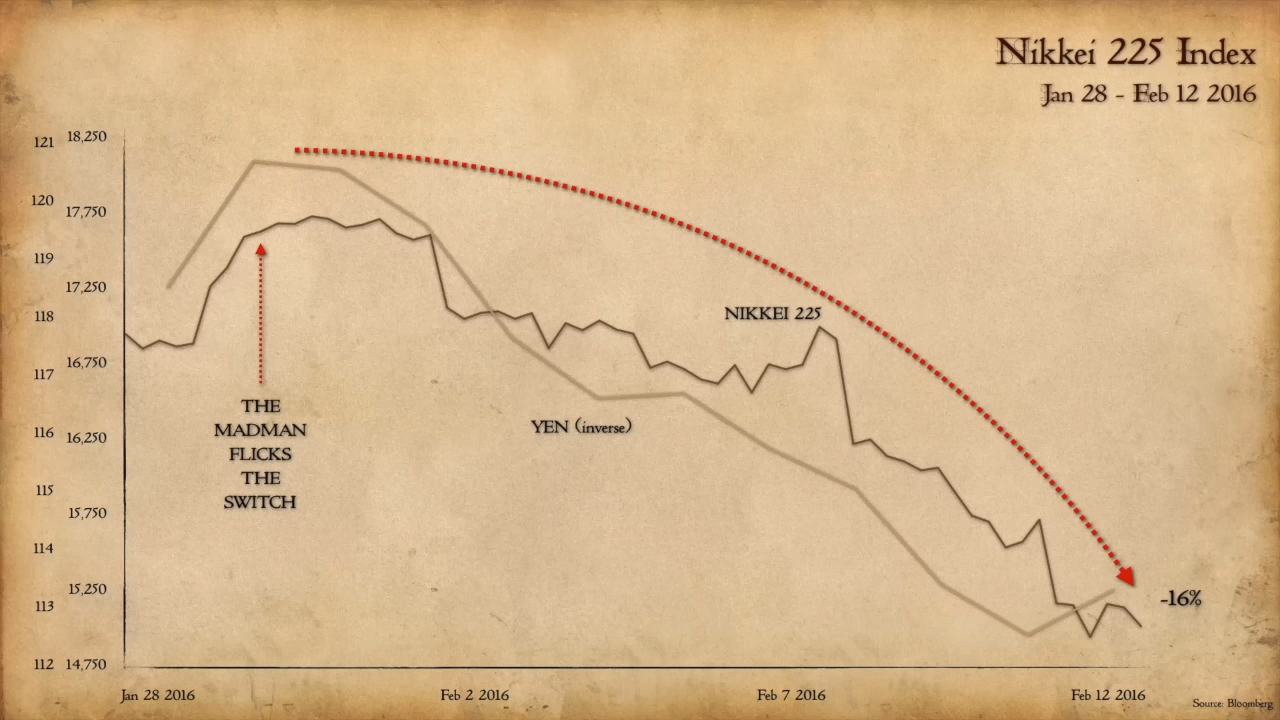 Nikkei 225 Index
Jan 28 - Feb 12 2016
121
120
119
118
117
116
115
114
113
112
18,250
17,750
17,250
16,750
16,250
15,750
15,250
14,750
NIKKEI 225
THE
MADMAN
FLICKS
THE
SWITCH
YEN (inverse)
-16%
Jan 28 2016
Feb 2 2016
Feb 7 2016
Feb 12 2016
Source: Bloomberg